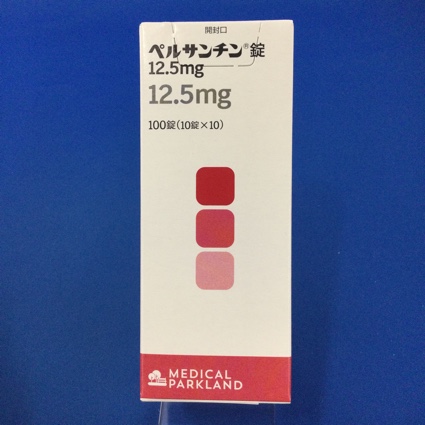 開封口
ペルサンチン®錠
12.5mg
12.5mg
100錠(10錠×10)
MEDICAL
PARKLAND